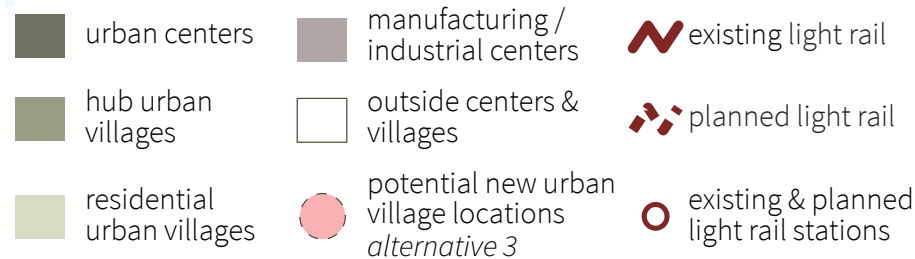 urban centers
hub urban
villages
residential
urban villages
manufacturing /
industrial centers
outside centers &
villages
potential new urban
village locations
alternative 3
existing light rail
planned light rail
existing & planned
light rail stations